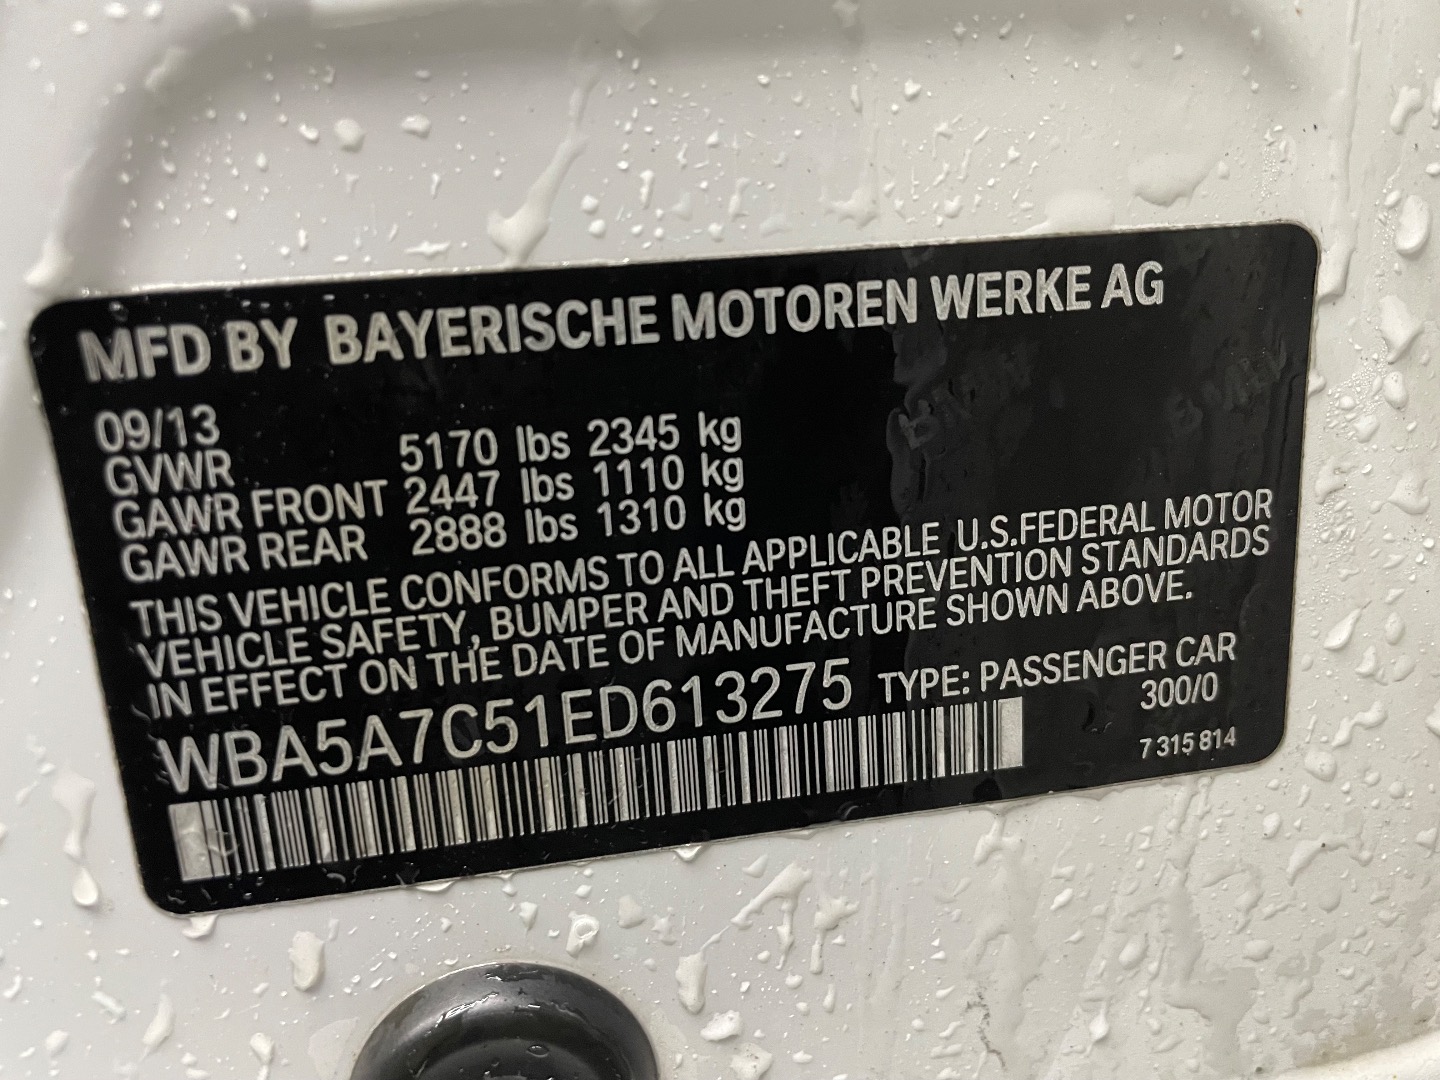 MFD BY BAYERISCHE MOTOREN WERKE AG
09/13
GVWR 5170 lbs 2345 kg
GAWR FRONT 2447 lbs 1110 kg
GAWR REAR 2888 lbs 1310 kg
THIS VEHICLE CONFORMS TO ALL APPLICABLE U.S.FEDERAL MOTOR
VEHICLE SAFETY, BUMPER AND THEFT PREVENTION STANDARDS
IN EFFECT ON THE DATE OF MANUFACTURE SHOWN ABOVE.
WBA5A7C51ED613275 TYPE: PASSENGER CAR
300/0
7 315 814